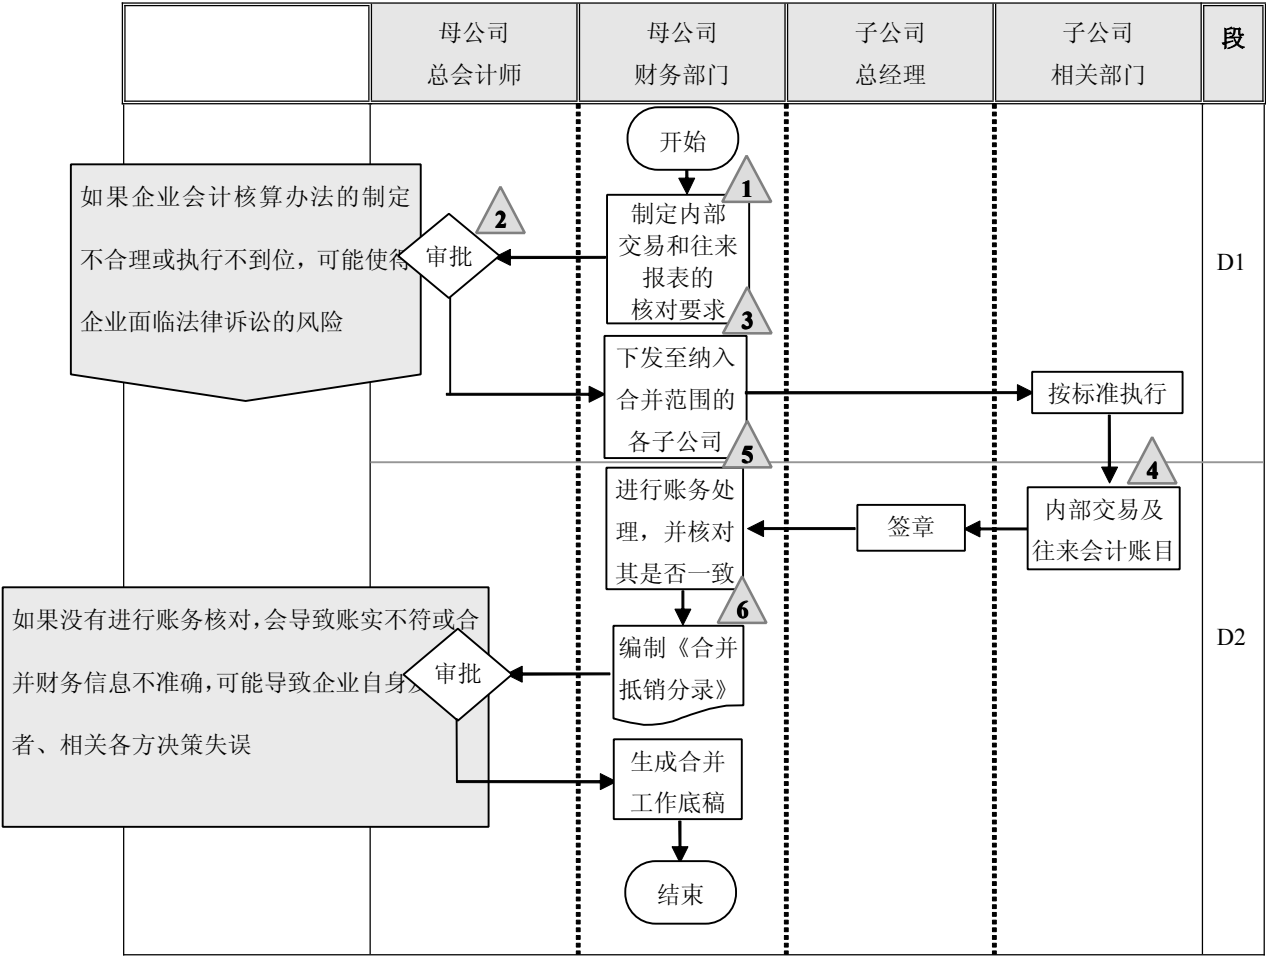 母公司
总会计师
母公司
财务部门
子公司
总经理
子公司
相关部门
段
开始
1
如果企业会计核算办法的制定
不合理或执行不到位，可能使得
企业面临法律诉讼的风险
2
审批
制定内部
交易和往来
报表的
核对要求
D1
3
下发至纳入
合并范围的
各子公司
按标准执行
5
4
进行账务处
理，并核对
其是否一致
签章
内部交易及
往来会计账目
6
如果没有进行账务核对，会导致账实不符或合
并财务信息不准确，可能导致企业自身
者、相关各方决策失误
审批
编制《合并
抵销分录》
D2
生成合并
工作底稿
结束